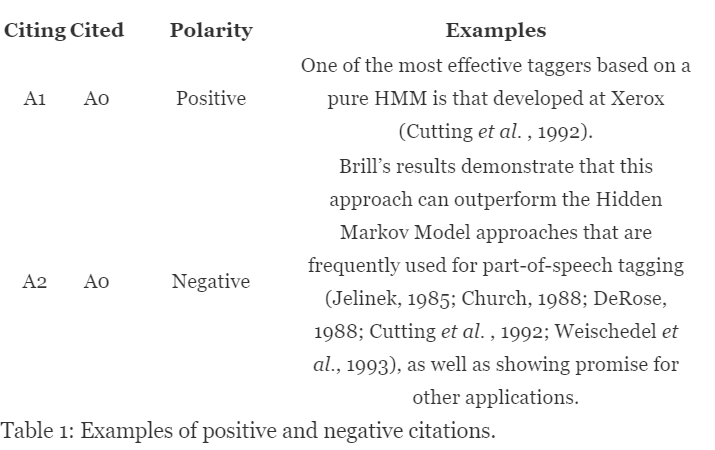 Citing Cited Polarity Examples
One of the most effective taggers based on a
A1 A0 Positive pure HMM is that developed at Xerox
(Cutting et al. , 1992).
Brill’s results demonstrate that this
approach can outperform the Hidden
Markov Model approaches that are
frequently used for part-of-speech tagging
A2 A0 Negative
(Jelinek, 1985; Church, 1988; DeRose,
1988; Cutting et al. , 1992; Weischedel et
al., 1993), as well as showing promise for
other applications.
Table 1: Examples of positive and negative citations.